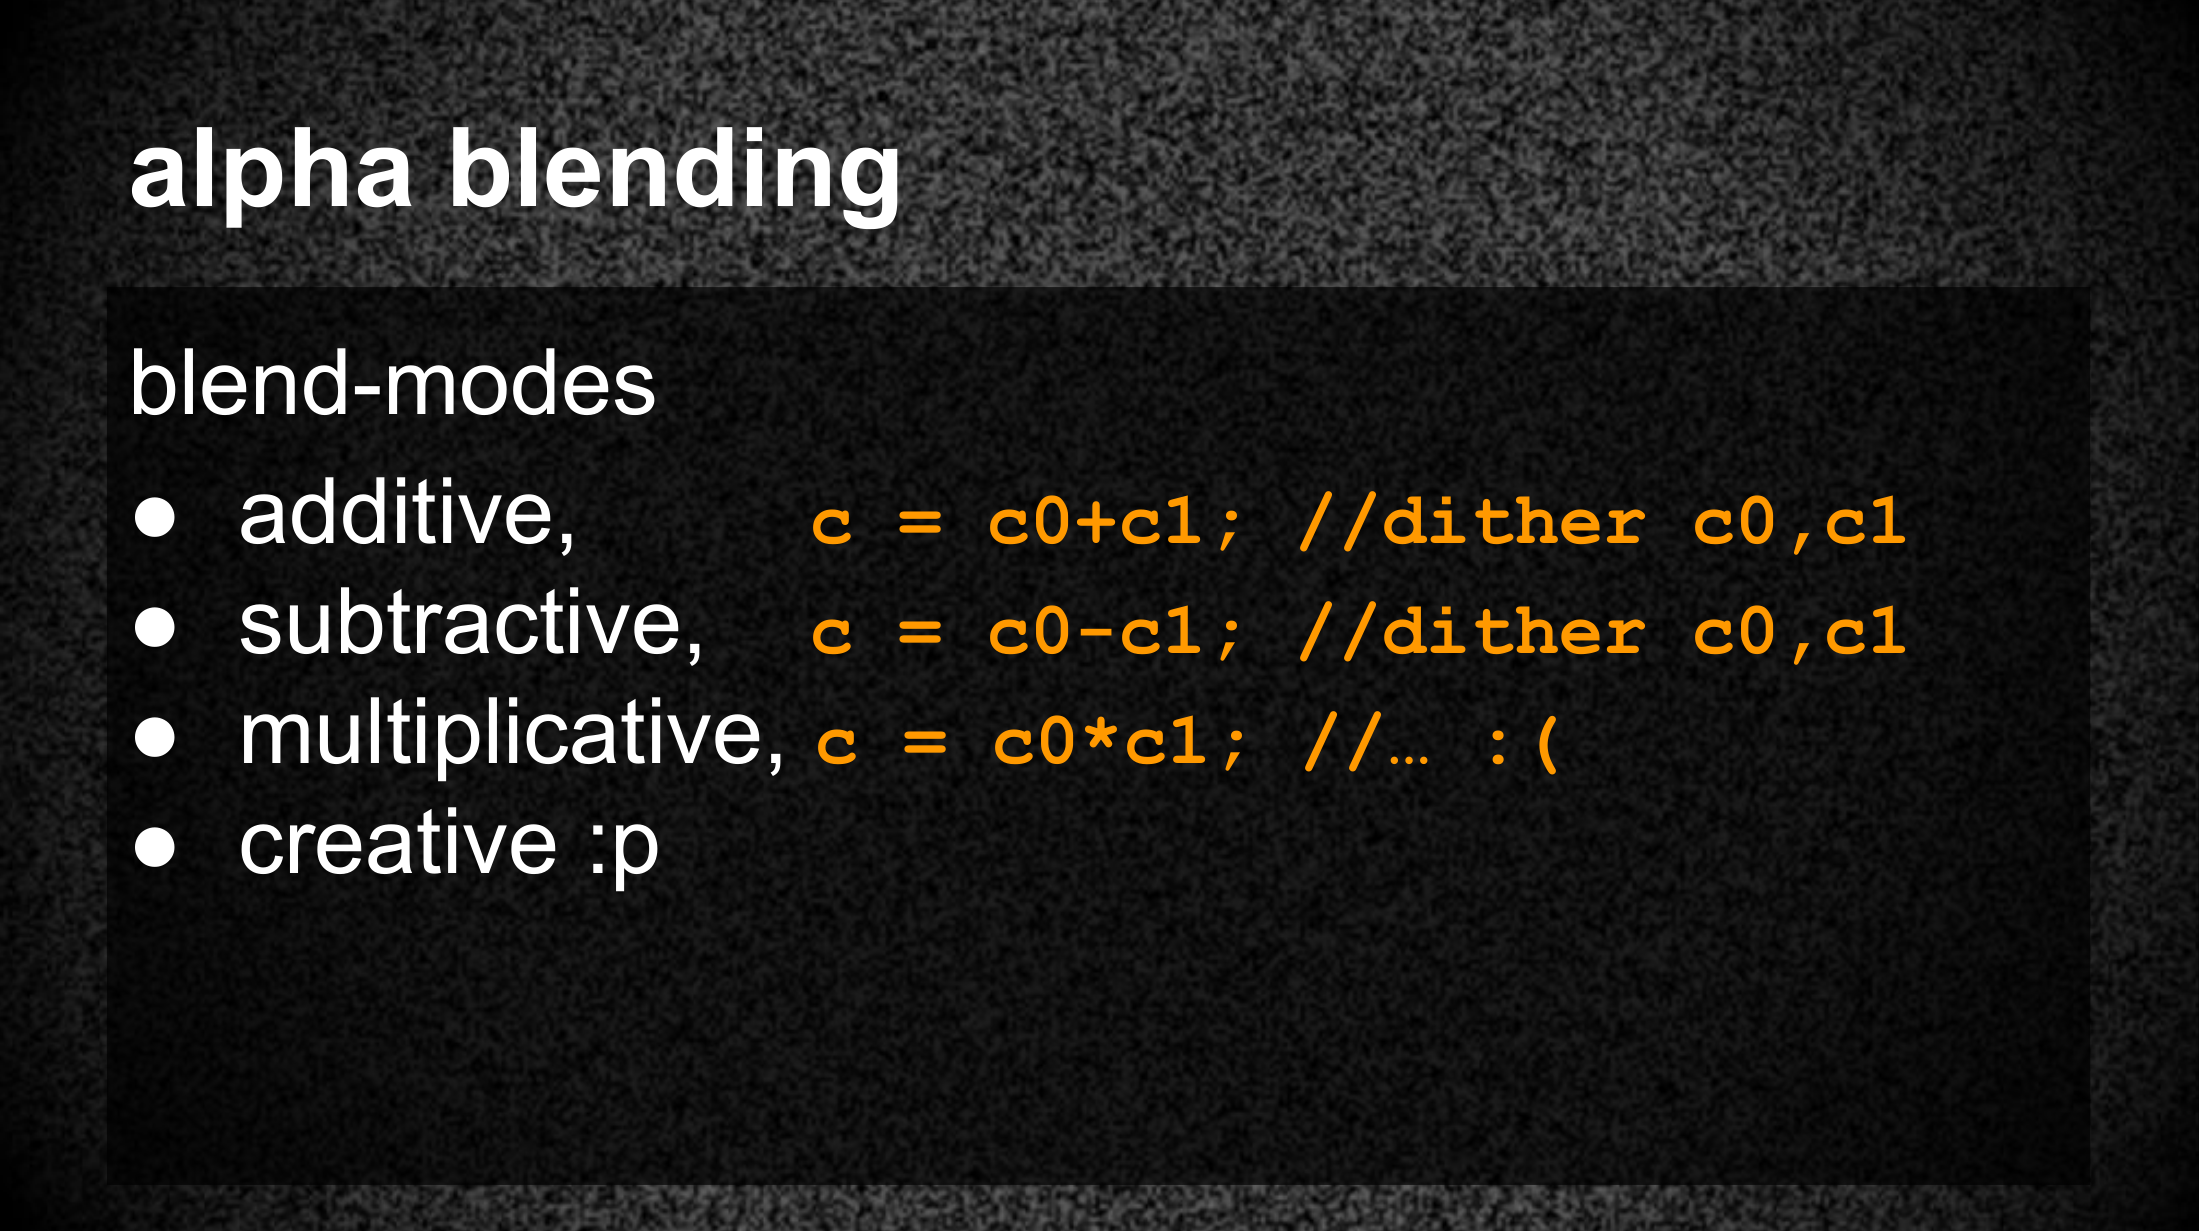 alpha blending
blend-modes
● additive, c = c0+c1; //dither c0,c1
● subtractive, c = c0-c1; //dither c0,c1
● multiplicative, c = c0*c1; //… :(
● creative :p